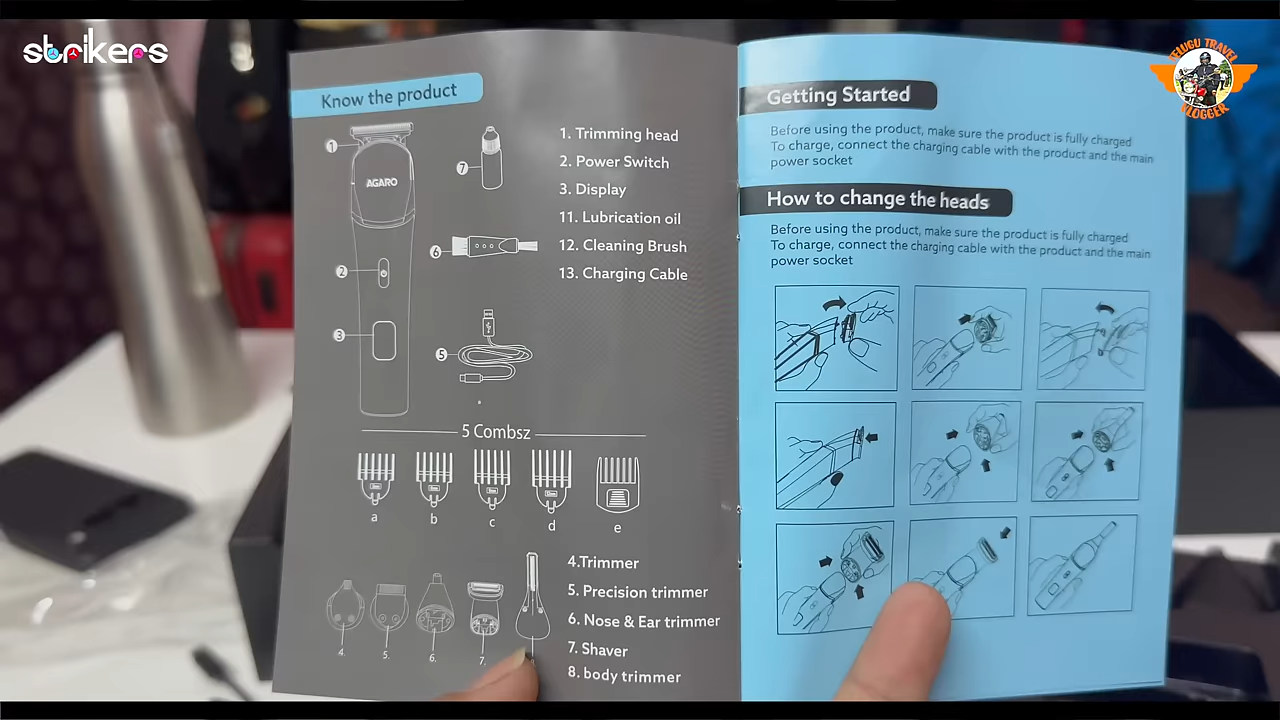 strikers
TELUGU TRAVEL
VLOGGER
Know the product
1
AGARO
2
3
7
6
5
1. Trimming head
2. Power Switch
3. Display
11. Lubrication oil
12. Cleaning Brush
13. Charging Cable
5 Combsz
a b c d e
4. 5. 6. 7.
4.Trimmer
5. Precision trimmer
6. Nose & Ear trimmer
7. Shaver
8. body trimmer
Getting Started
Before using the product, make sure the product is fully charged
To charge, connect the charging cable with the product and the main
power socket
How to change the heads
Before using the product, make sure the product is fully charged
To charge, connect the charging cable with the product and the main
power socket